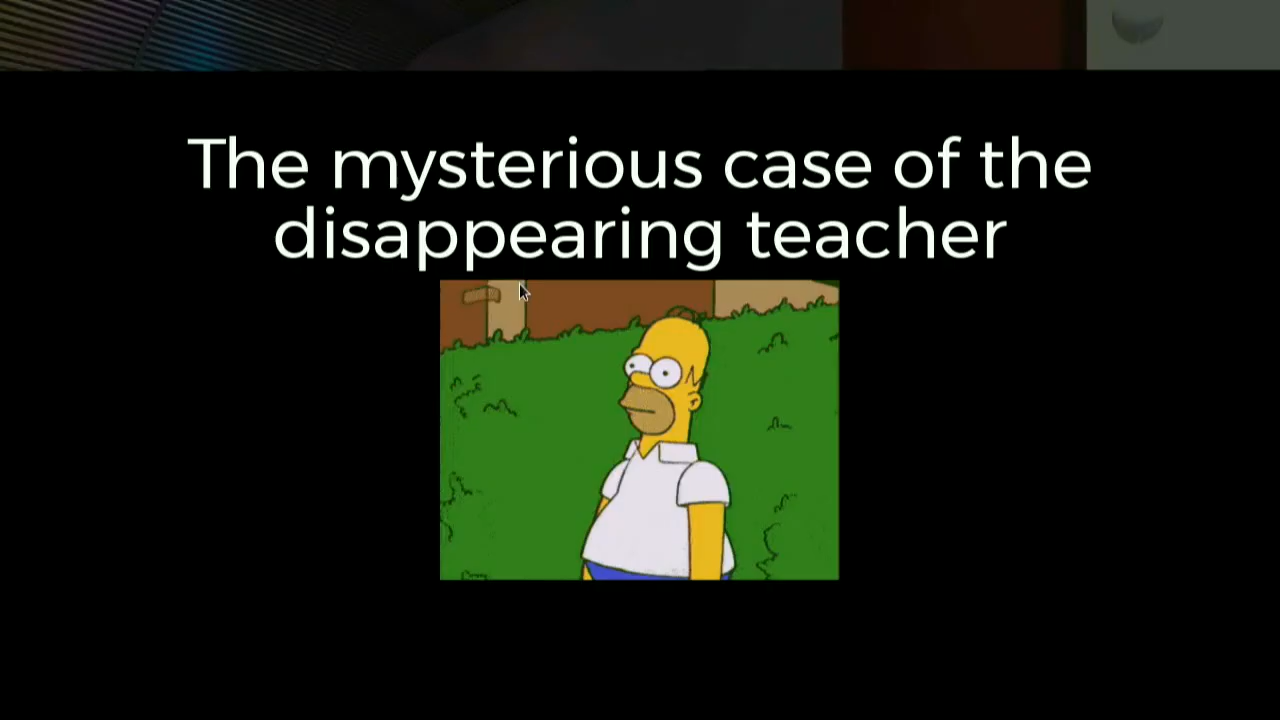 The mysterious case of the
disappearing teacher